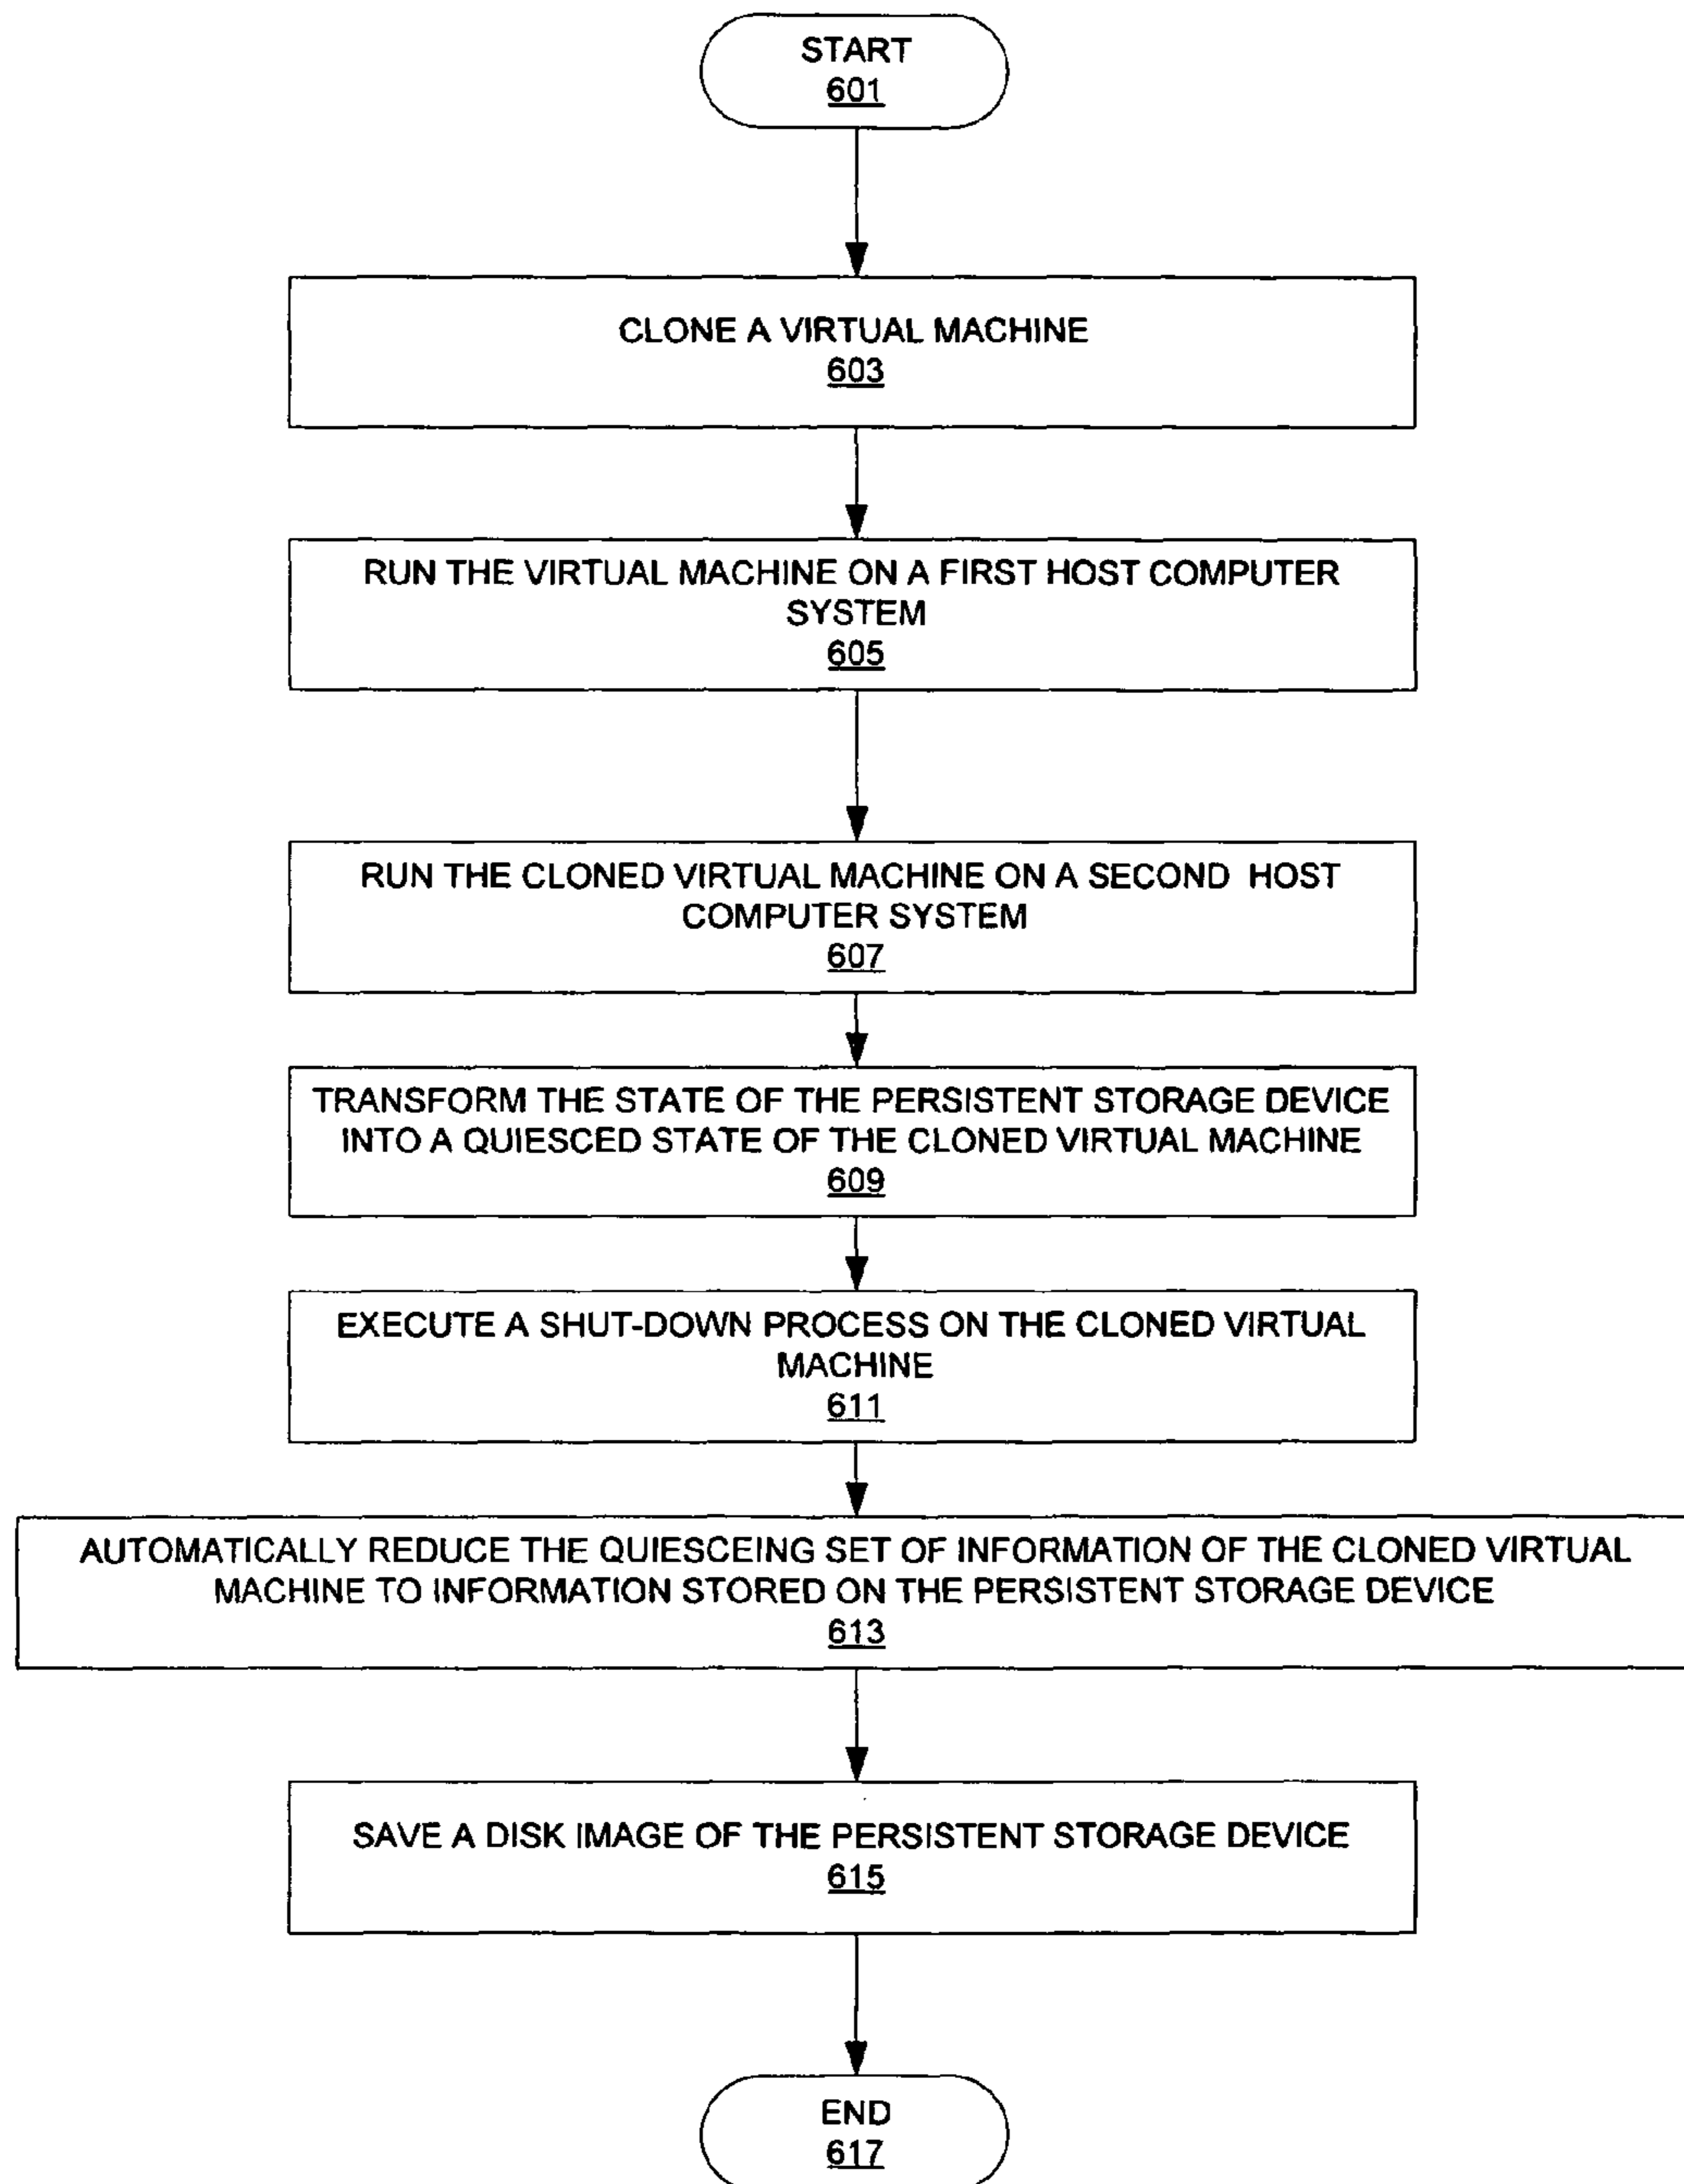 START
601
CLONE A VIRTUAL MACHINE
603
RUN THE VIRTUAL MACHINE ON A FIRST HOST COMPUTER
SYSTEM
605
RUN THE CLONED VIRTUAL MACHINE ON A SECOND HOST
COMPUTER SYSTEM
607
TRANSFORM THE STATE OF THE PERSISTENT STORAGE DEVICE
INTO A QUIESCED STATE OF THE CLONED VIRTUAL MACHINE
609
EXECUTE A SHUT-DOWN PROCESS ON THE CLONED VIRTUAL
MACHINE
611
AUTOMATICALLY REDUCE THE QUIESCEING SET OF INFORMATION OF THE CLONED VIRTUAL
MACHINE TO INFORMATION STORED ON THE PERSISTENT STORAGE DEVICE
613
SAVE A DISK IMAGE OF THE PERSISTENT STORAGE DEVICE
615
END
617